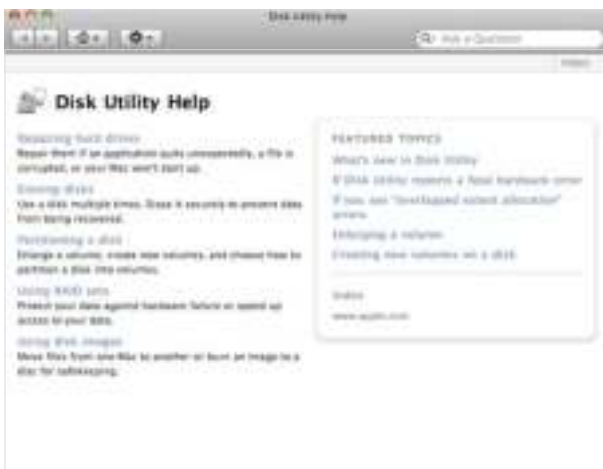 Disk Utility Help
Ask a Question
Index
Disk Utility Help
Repairing hard drives
Repair them if an application quits unexpectedly, a file is
corrupted, or your Mac won't start up.
Erasing disks
Use a disk multiple times. Erase it securely to prevent data
from being recovered.
Partitioning a disk
Enlarge a volume, create new volumes, and choose how to
partition a disk into volumes.
Using RAID sets
Protect your data against hardware failure or speed up
access to your data.
Using disk images
Move files from one Mac to another or burn an image to a
disc for safekeeping.
FEATURED TOPICS
What's new in Disk Utility
If Disk Utility reports a fatal hardware error
If you see "overlapped extent allocation"
errors
Enlarging a volume
Creating new volumes on a disk
Index
www.apple.com